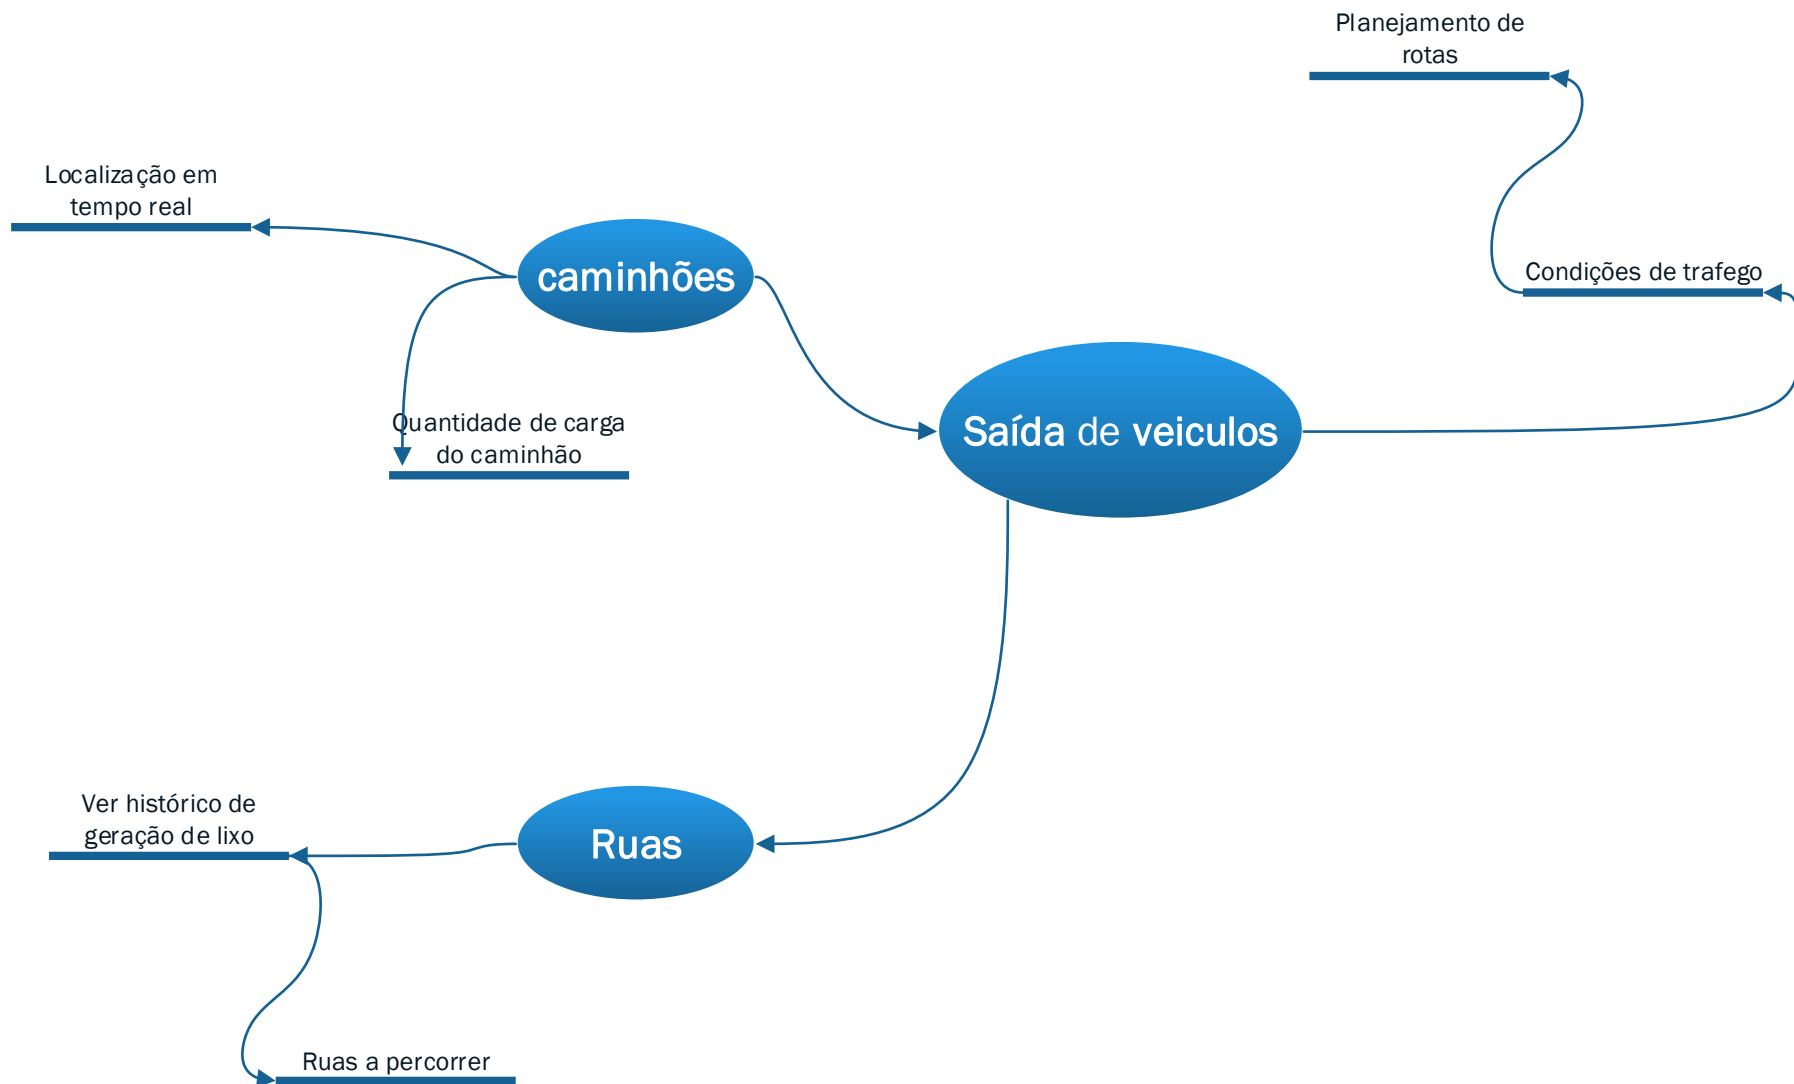 Planejamento de
rotas
Localização em
tempo real
caminhões
Condições de trafego
Quantidade de carga
do caminhão
Saída de veiculos
Ver histórico de
geração de lixo
Ruas
Ruas a percorrer